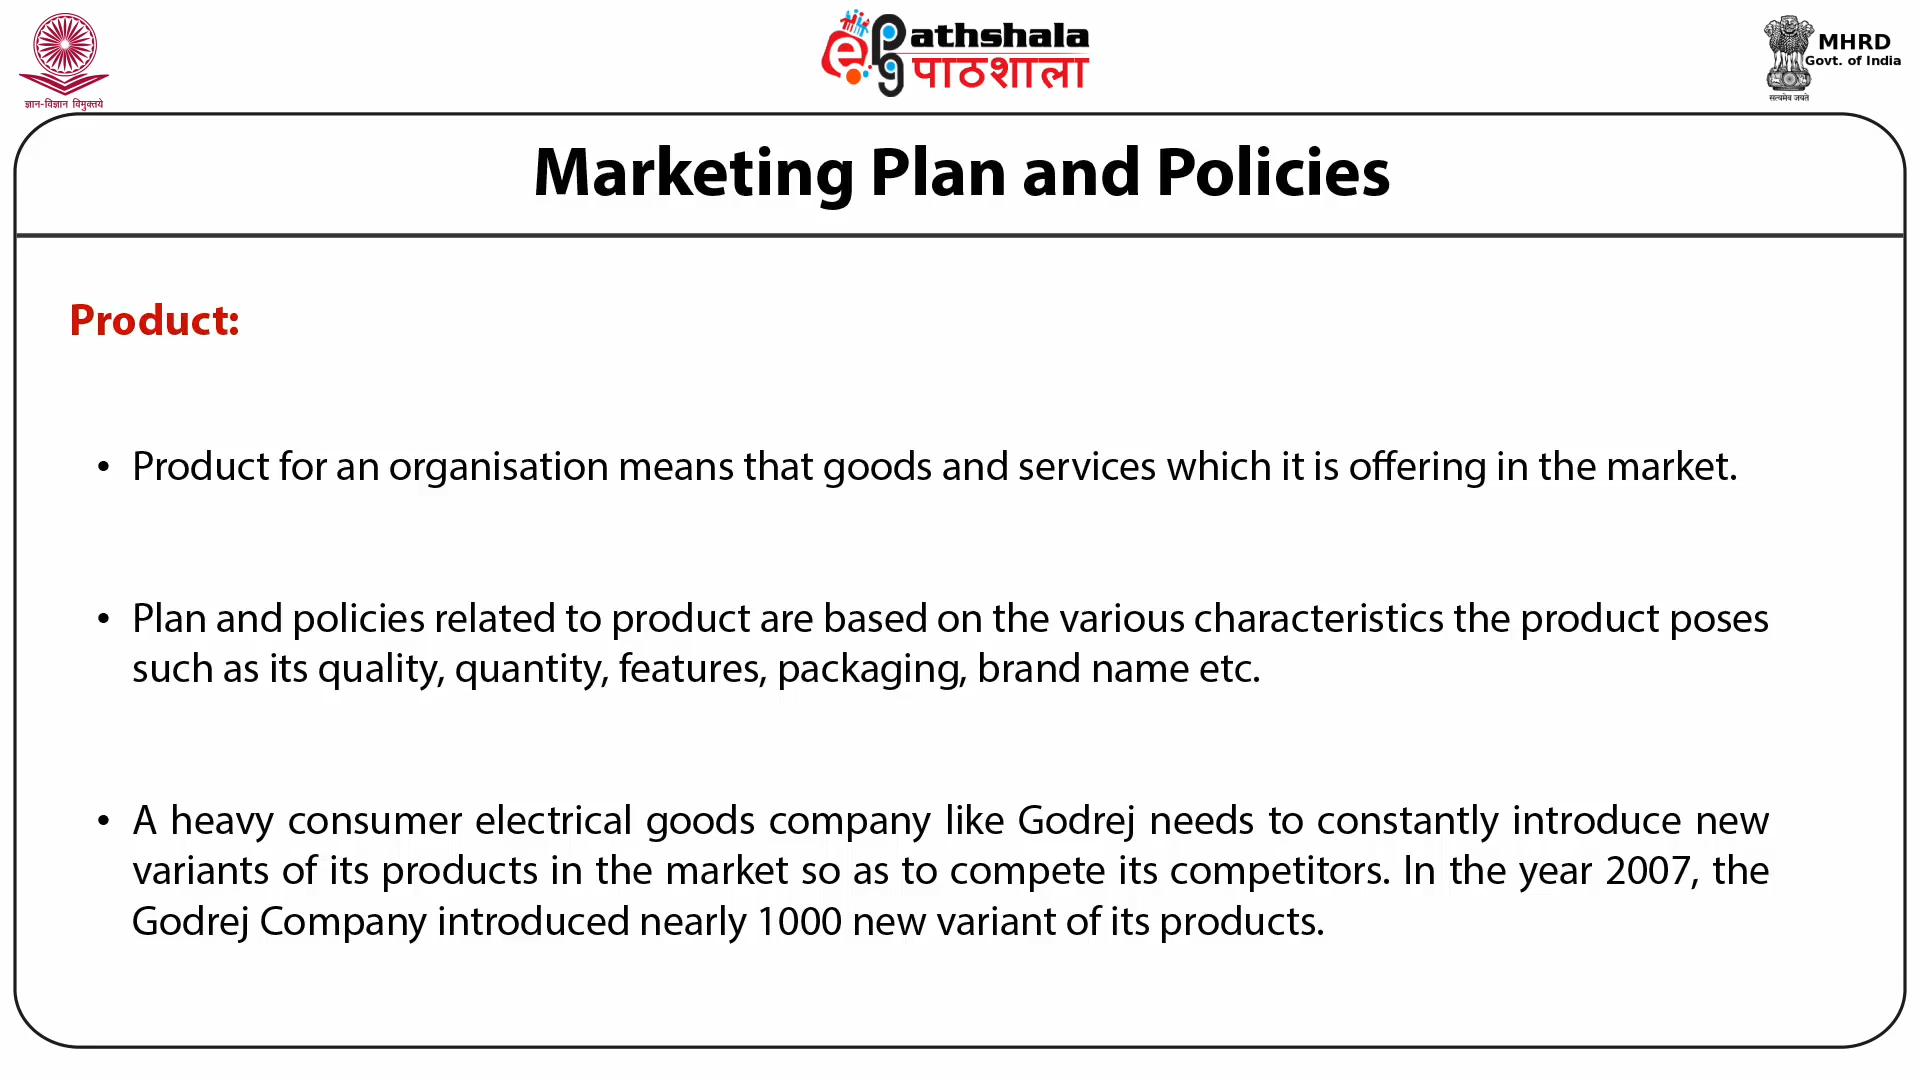 ज्ञान-विज्ञान विमुक्तये
e pg
athshala
पाठशाला
MHRD
Govt. of India
सत्यमेव जयते
Marketing Plan and Policies
Product:
• Product for an organisation means that goods and services which it is offering in the market.
• Plan and policies related to product are based on the various characteristics the product poses
such as its quality, quantity, features, packaging, brand name etc.
• A heavy consumer electrical goods company like Godrej needs to constantly introduce new
variants of its products in the market so as to compete its competitors. In the year 2007, the
Godrej Company introduced nearly 1000 new variant of its products.